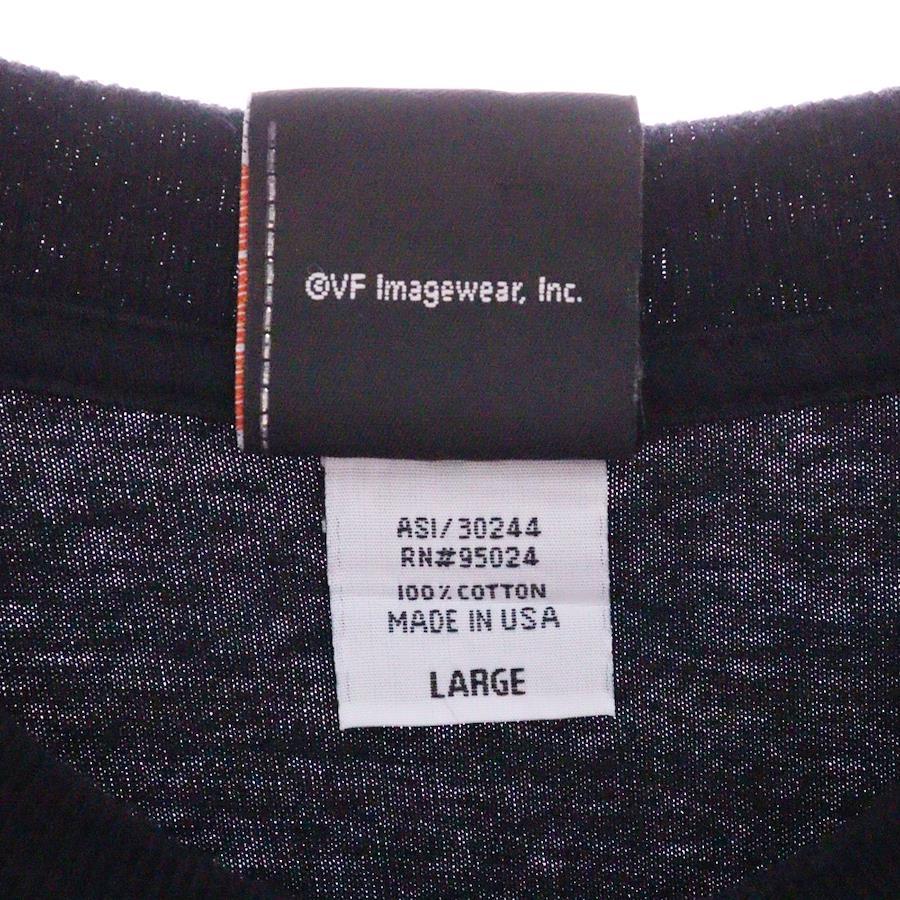 ©VF Imagewear, Inc.
ASI/30244
RN#95024
100% COTTON
MADE IN USA
LARGE